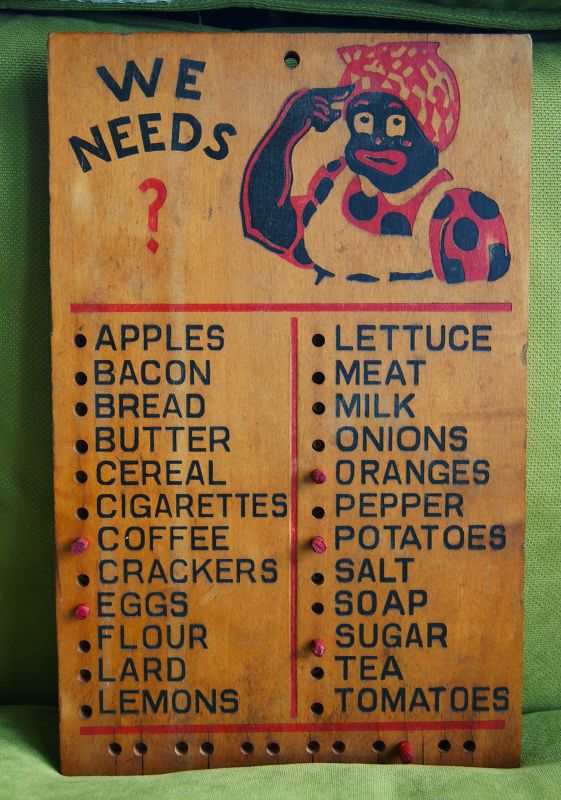 WE
NEEDS
?
APPLES
BACON
BREAD
BUTTER
CEREAL
CIGARETTES
COFFEE
CRACKERS
EGGS
FLOUR
LARD
LEMONS
LETTUCE
MEAT
MILK
ONIONS
ORANGES
PEPPER
POTATOES
SALT
SOAP
SUGAR
TEA
TOMATOES